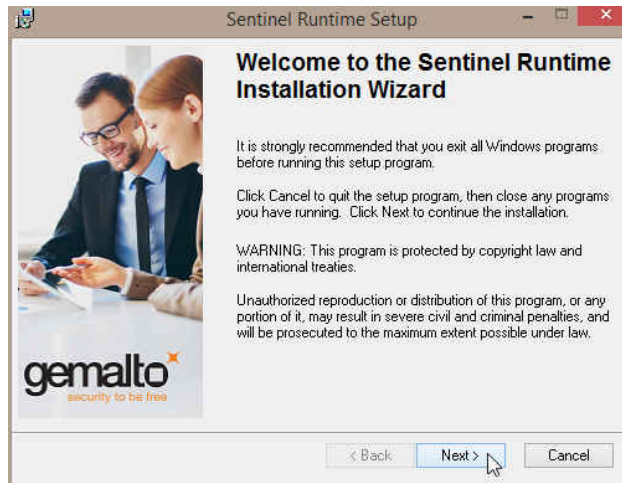 Sentinel Runtime Setup
Welcome to the Sentinel Runtime
Installation Wizard
It is strongly recommended that you exit all Windows programs
before running this setup program.
Click Cancel to quit the setup program, then close any programs
you have running. Click Next to continue the installation.
WARNING: This program is protected by copyright law and
international treaties.
Unauthorized reproduction or distribution of this program, or any
portion of it, may result in severe civil and criminal penalties, and
will be prosecuted to the maximum extent possible under law.
gemalto
security to be free
< Back
Next >
Cancel